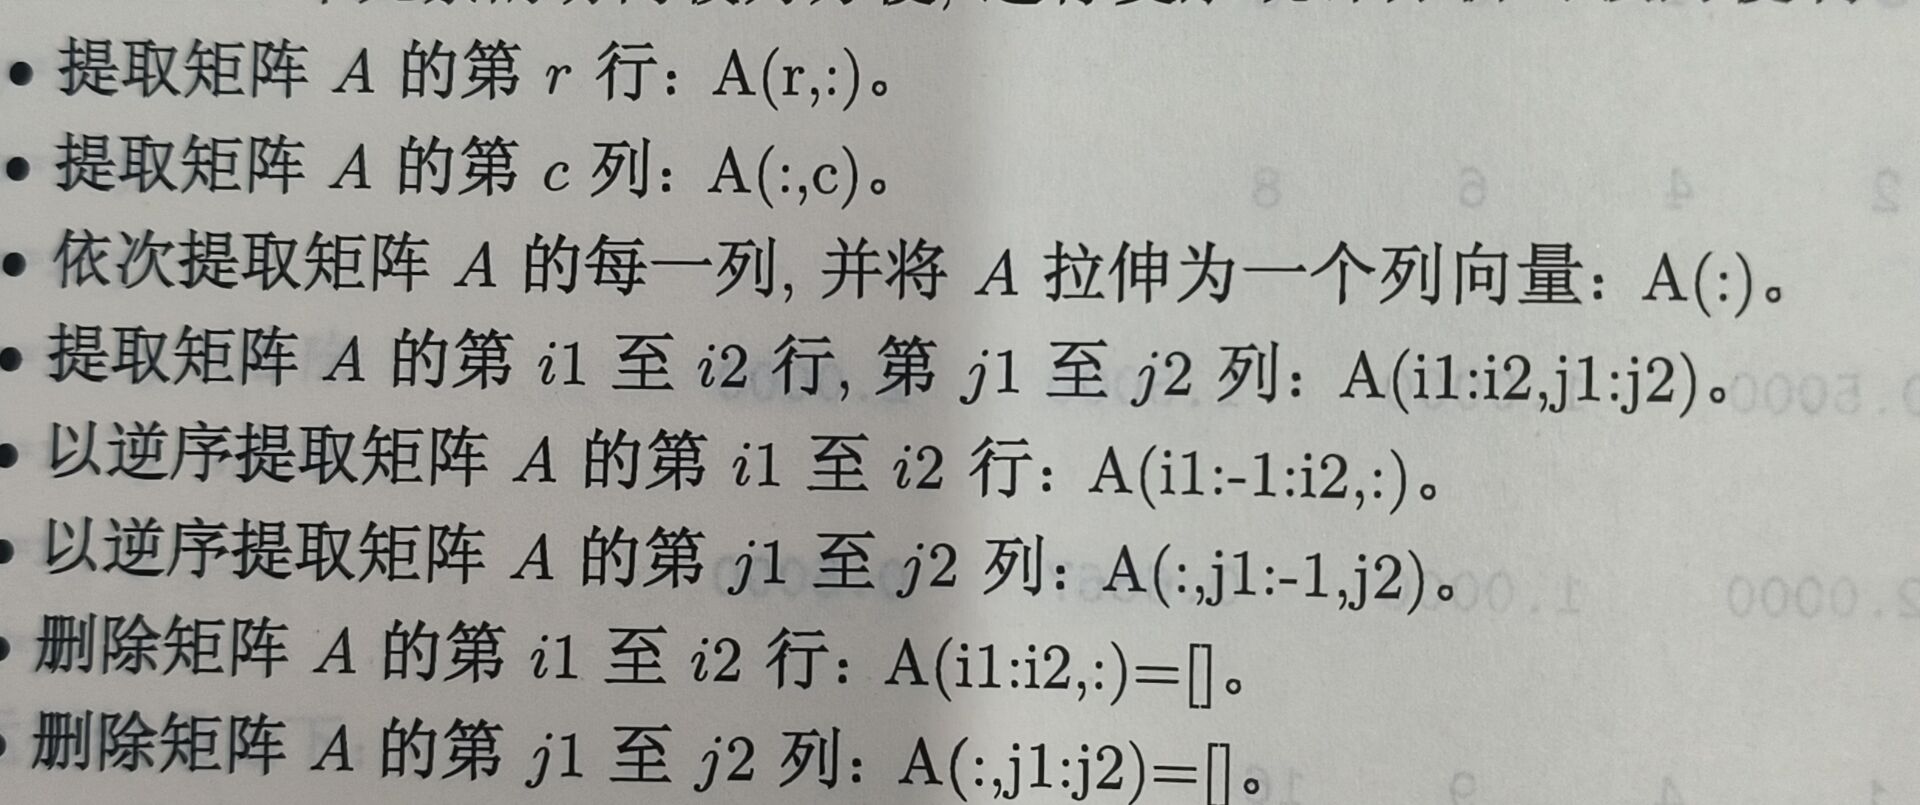 • 提取矩阵 A 的第 r 行：A(r,:)。
• 提取矩阵 A 的第 c 列：A(:,c)。
• 依次提取矩阵 A 的每一列, 并将 A 拉伸为一个列向量：A(:)。
• 提取矩阵 A 的第 i1 至 i2 行, 第 j1 至 j2 列：A(i1:i2,j1:j2)。
• 以逆序提取矩阵 A 的第 i1 至 i2 行：A(i1:-1:i2,:)。
• 以逆序提取矩阵 A 的第 j1 至 j2 列：A(:,j1:-1,j2)。
• 删除矩阵 A 的第 i1 至 i2 行：A(i1:i2,:)=[]。
• 删除矩阵 A 的第 j1 至 j2 列：A(:,j1:j2)=[]。